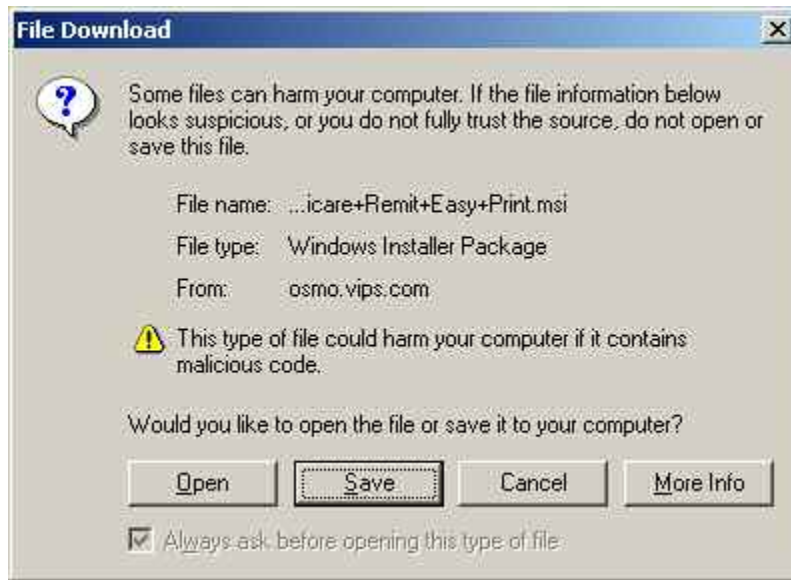 File Download
Some files can harm your computer. If the file information below
looks suspicious, or you do not fully trust the source, do not open or
save this file.
File name: ...icare+Remit+Easy+Print.msi
File type: Windows Installer Package
From: osmo.vips.com
This type of file could harm your computer if it contains
malicious code.
Would you like to open the file or save it to your computer?
Open Save Cancel More Info
Always ask before opening this type of file